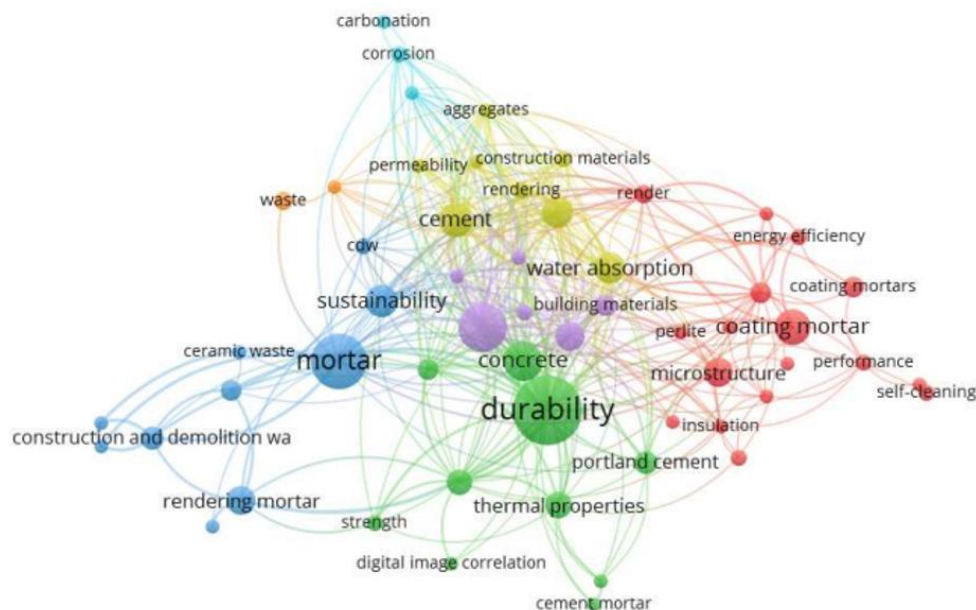 carbonation
corrosion
aggregates
permeability
construction materials
waste
rendering
render
cement
cdw
energy efficiency
water absorption
sustainability
building materials
coating mortars
perlite
coating mortar
ceramic waste
mortar
concrete
microstructure
performance
self-cleaning
durability
insulation
construction and demolition wa
portland cement
rendering mortar
thermal properties
strength
digital image correlation
cement mortar